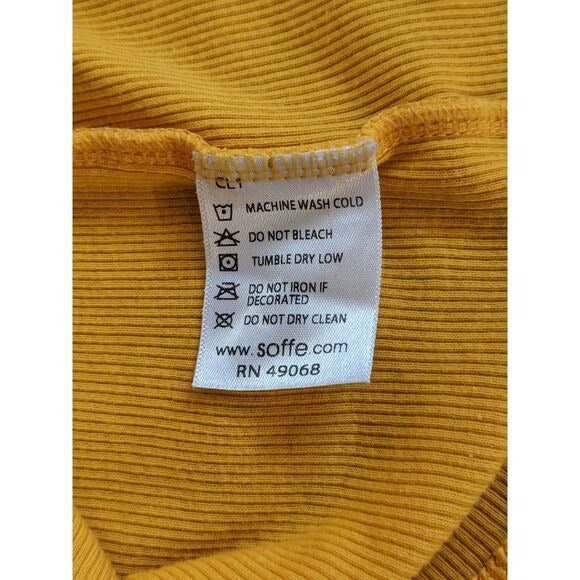 CL1
MACHINE WASH COLD
DO NOT BLEACH
TUMBLE DRY LOW
DO NOT IRON IF
DECORATED
DO NOT DRY CLEAN
www.soffe.com
RN 49068